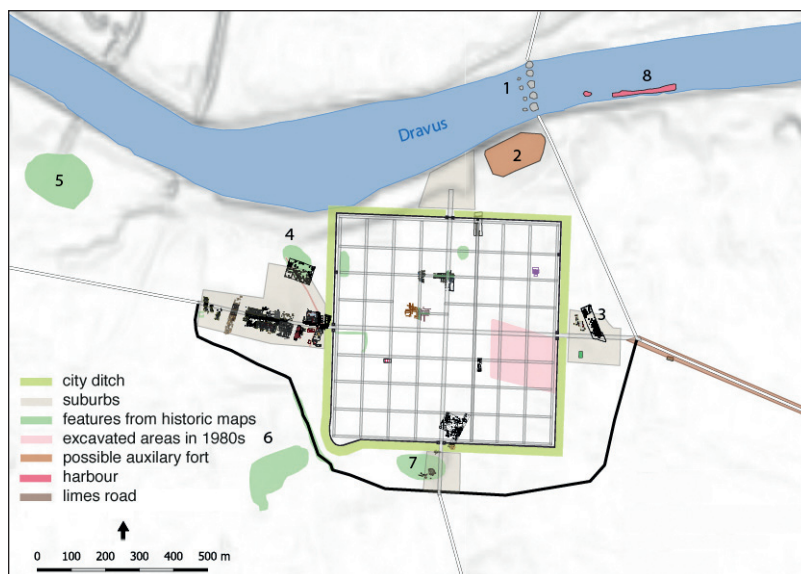 1
8
Dravus
2
5
4
3
city ditch
suburbs
features from historic maps
excavated areas in 1980s
possible auxilary fort
harbour
limes road
6
7
0 100 200 300 400 500 m